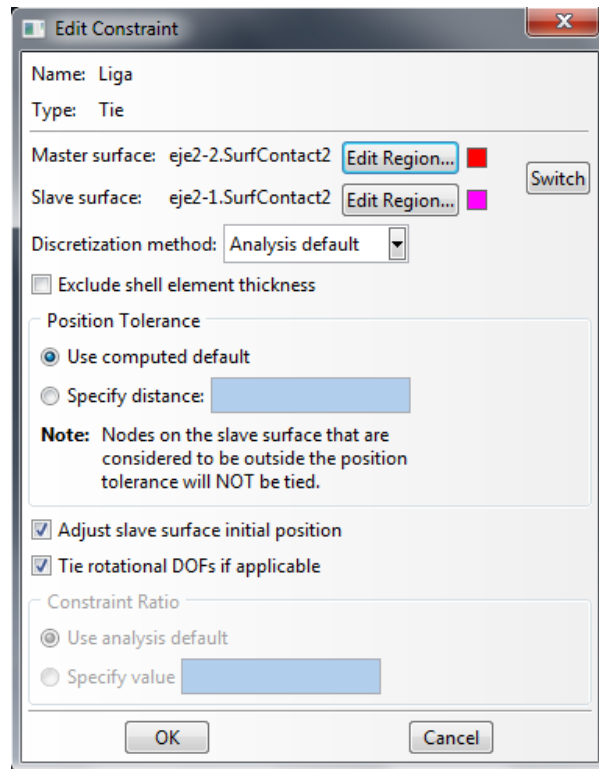 Edit Constraint
Name: Liga
Type: Tie
Master surface: eje2-2.SurfContact2 Edit Region...
Switch
Slave surface: eje2-1.SurfContact2 Edit Region...
Discretization method: Analysis default
Exclude shell element thickness
Position Tolerance
Use computed default
Specify distance:
Note: Nodes on the slave surface that are
considered to be outside the position
tolerance will NOT be tied.
Adjust slave surface initial position
Tie rotational DOFs if applicable
Constraint Ratio
Use analysis default
Specify value
OK Cancel